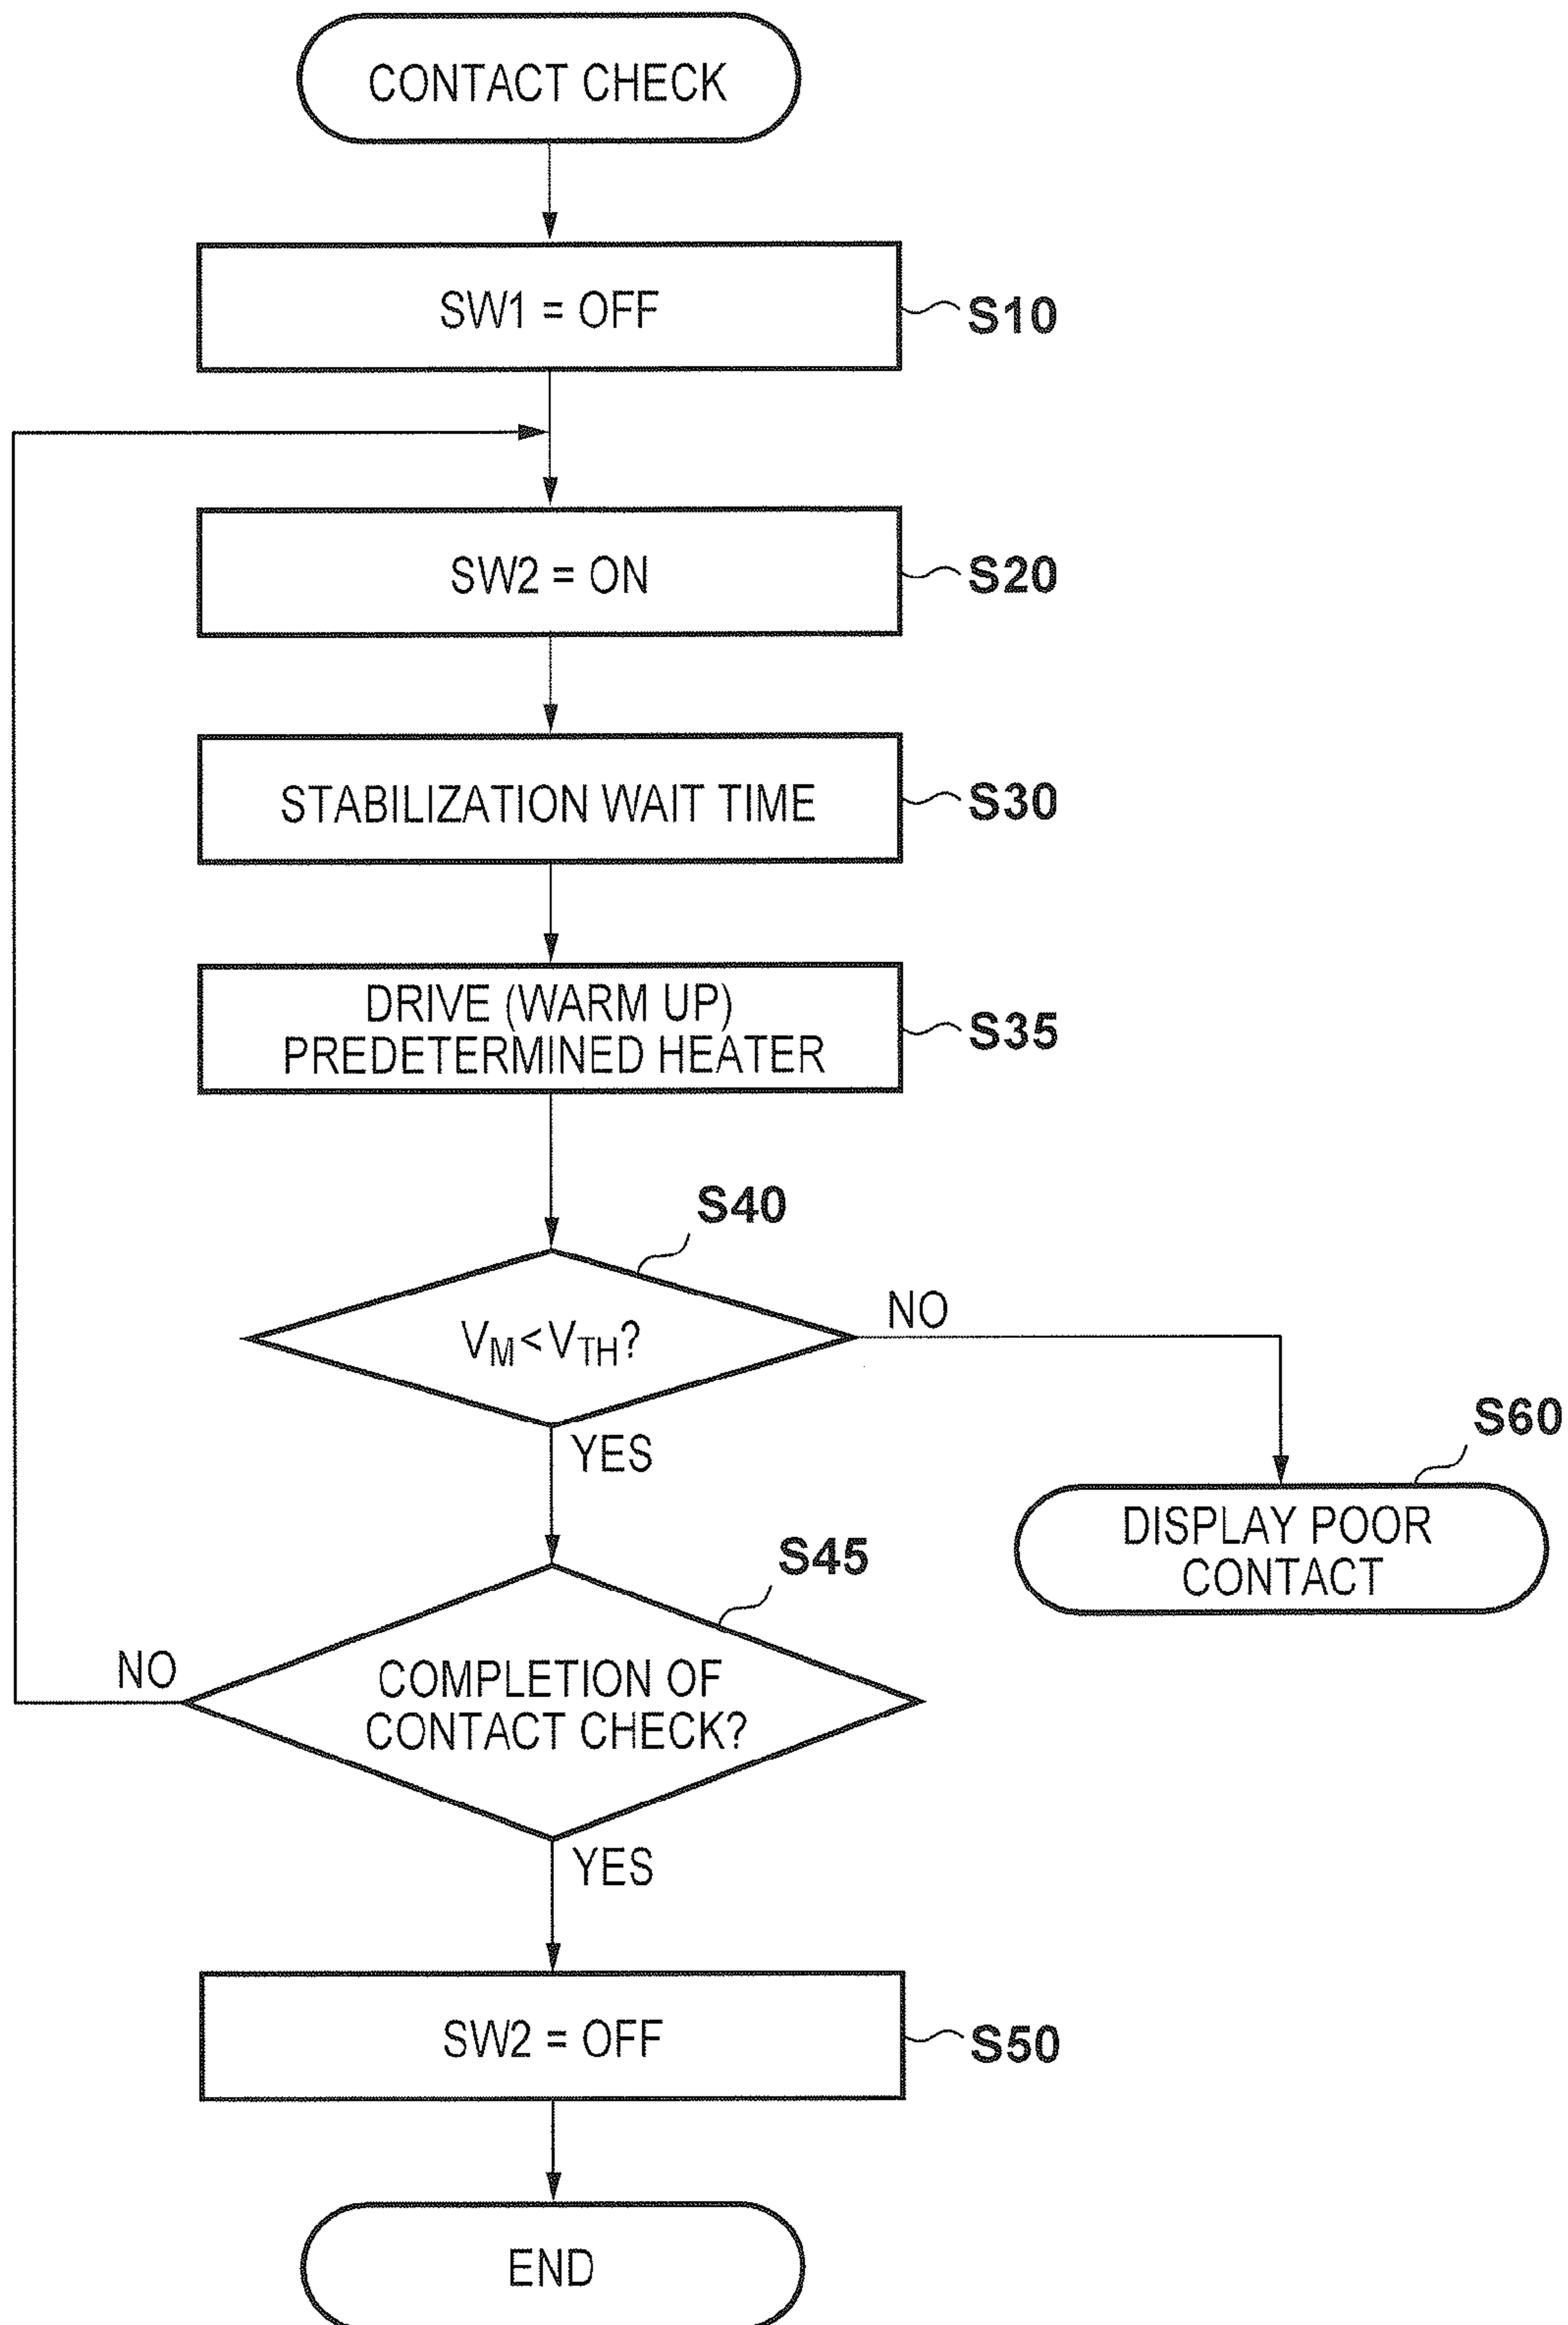 CONTACT CHECK
SW1 = OFF
S10
SW2 = ON
S20
STABILIZATION WAIT TIME
S30
DRIVE (WARM UP)
PREDETERMINED HEATER
S35
S40
VM<VTH?
NO
YES
S60
DISPLAY POOR
CONTACT
S45
COMPLETION OF
CONTACT CHECK?
NO
YES
SW2 = OFF
S50
END